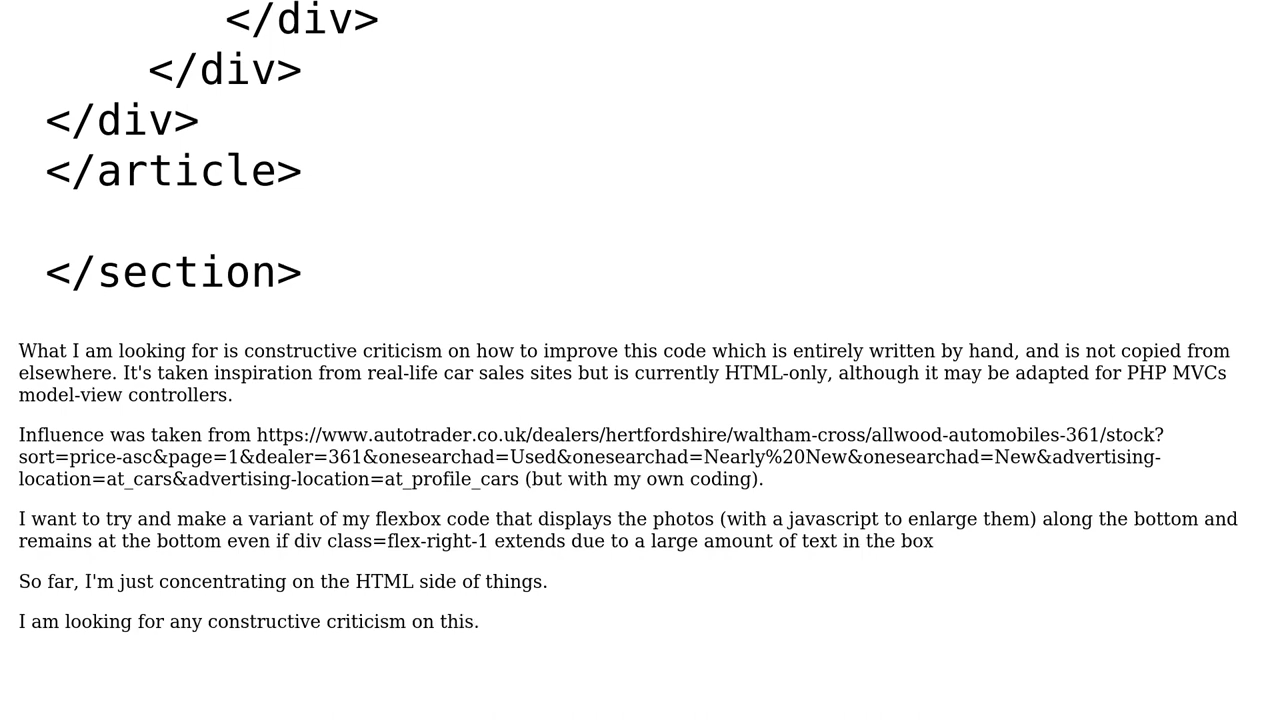 </div>
</div>
</div>
</article>
</section>
What I am looking for is constructive criticism on how to improve this code which is entirely written by hand, and is not copied from
elsewhere. It's taken inspiration from real-life car sales sites but is currently HTML-only, although it may be adapted for PHP MVCs
model-view controllers.
Influence was taken from https://www.autotrader.co.uk/dealers/hertfordshire/waltham-cross/allwood-automobiles-361/stock?
sort=price-asc&page=1&dealer=361&onesearchad=Used&onesearchad=Nearly%20New&onesearchad=New&advertising-
location=at_cars&advertising-location=at_profile_cars (but with my own coding).
I want to try and make a variant of my flexbox code that displays the photos (with a javascript to enlarge them) along the bottom and
remains at the bottom even if div class=flex-right-1 extends due to a large amount of text in the box
So far, I'm just concentrating on the HTML side of things.
I am looking for any constructive criticism on this.